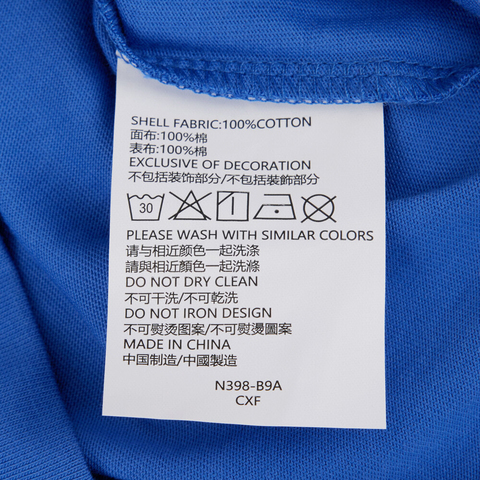 SHELL FABRIC:100%COTTON
面布:100%棉
表布:100%棉
EXCLUSIVE OF DECORATION
不包括装饰部分/不包括裝飾部分
30
PLEASE WASH WITH SIMILAR COLORS
请与相近颜色一起洗涤
請與相近顏色一起洗滌
DO NOT DRY CLEAN
不可干洗/不可乾洗
DO NOT IRON DESIGN
不可熨烫图案/不可熨燙圖案
MADE IN CHINA
中国制造/中國製造
N398-B9A
CXF